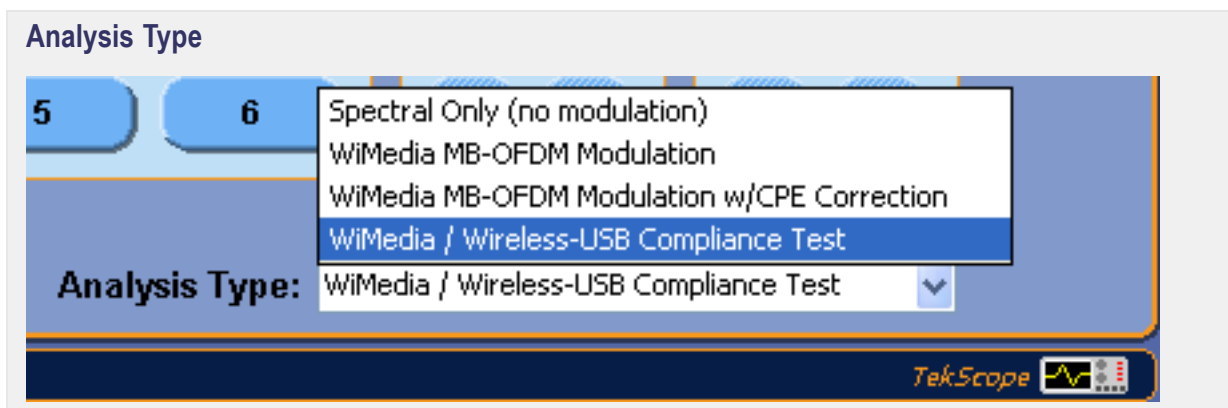 Analysis Type
5 6
Spectral Only (no modulation)
WiMedia MB-OFDM Modulation
WiMedia MB-OFDM Modulation w/CPE Correction
WiMedia / Wireless-USB Compliance Test
Analysis Type: WiMedia / Wireless-USB Compliance Test
TekScope